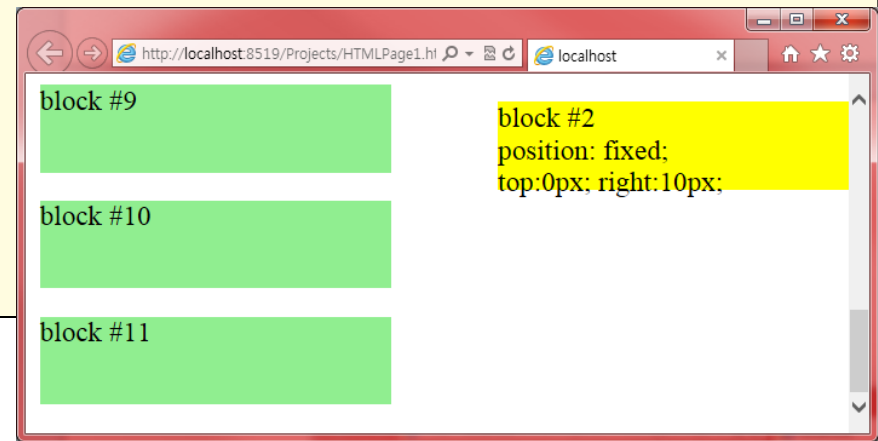 http://localhost:8519/Projects/HTMLPage1.ht
localhost
block #9
block #2
position: fixed;
top:0px; right:10px;
block #10
block #11